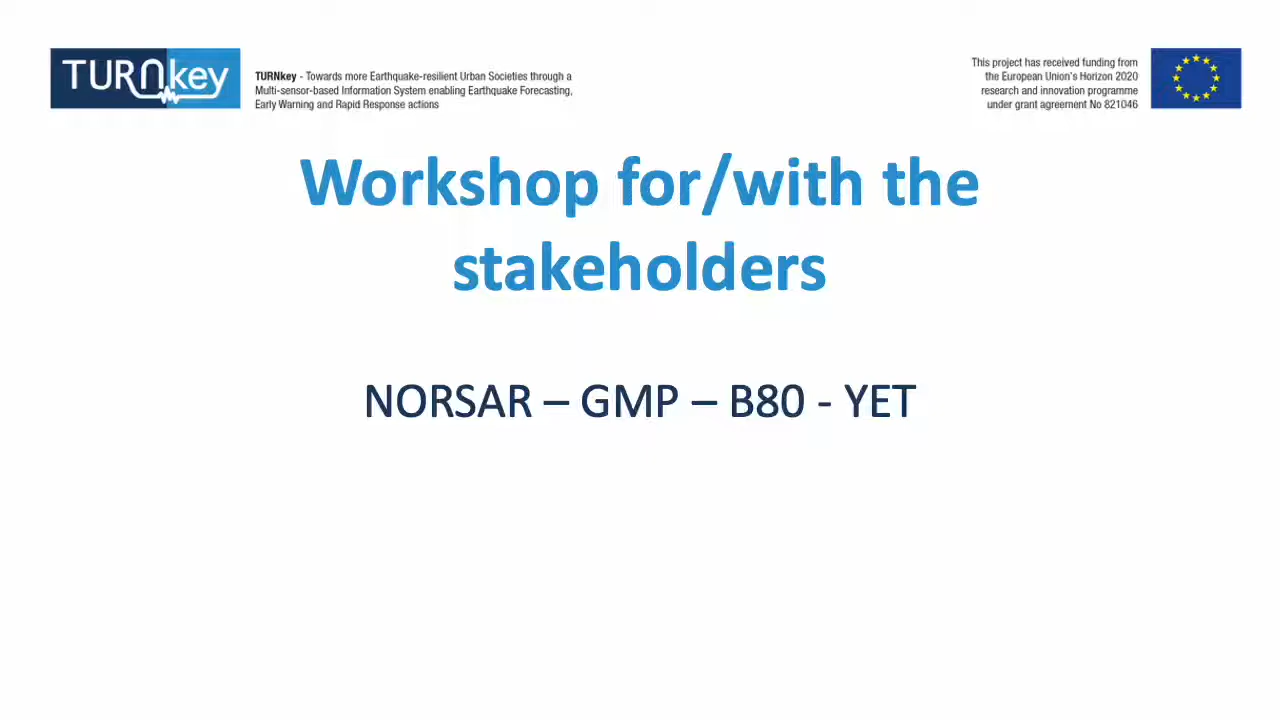 TURNkey
TURNkey - Towards more Earthquake-resilient Urban Societies through a
Multi-sensor-based Information System enabling Earthquake Forecasting,
Early Warning and Rapid Response actions
This project has received funding from
the European Union's Horizon 2020
research and innovation programme
under grant agreement No 821046
Workshop for/with the
stakeholders
NORSAR – GMP – B80 - YET